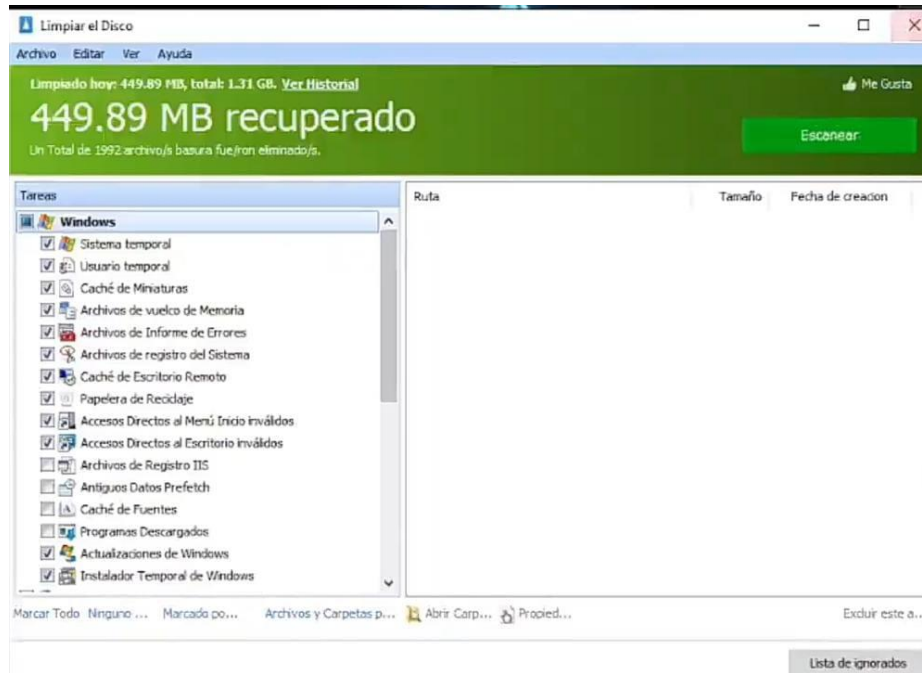 Limpiar el Disco
Archivo Editar Ver Ayuda
Limpiado hoy: 449.89 MB, total: 1.31 GB. Ver Historial
Me Gusta
449.89 MB recuperado
Escanear
Un Total de 1992 archivo/s basura fue/ron eliminado/s.
Tareas
Ruta Tamaño Fecha de creacion
Windows
Sistema temporal
Usuario temporal
Caché de Miniaturas
Archivos de vuelco de Memoria
Archivos de Informe de Errores
Archivos de registro del Sistema
Caché de Escritorio Remoto
Papelera de Reciclaje
Accesos Directos al Menú Inicio inválidos
Accesos Directos al Escritorio inválidos
Archivos de Registro IIS
Antiguos Datos Prefetch
Caché de Fuentes
Programas Descargados
Actualizaciones de Windows
Instalador Temporal de Windows
Marcar Todo Ninguno ... Marcado po... Archivos y Carpetas p... Abrir Carp... Propied... Excluir este a...
Lista de ignorados